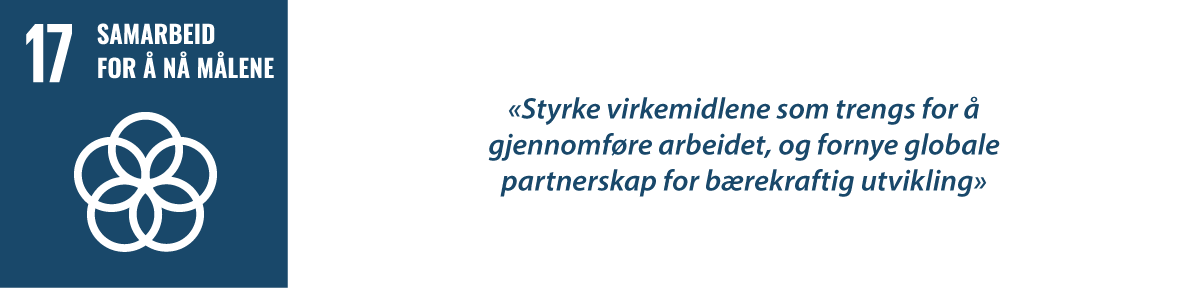 17
SAMARBEID
FOR Å NÅ MÅLENE
«Styrke virkemidlene som trengs for å
gjennomføre arbeidet, og fornye globale
partnerskap for bærekraftig utvikling»